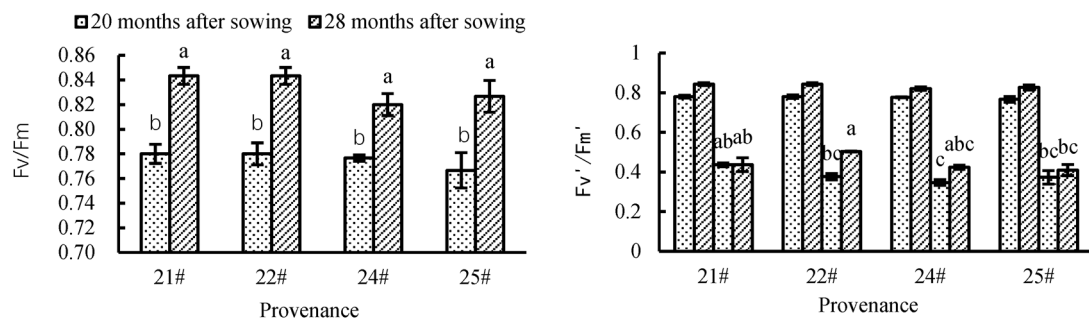 20 months after sowing 28 months after sowing
Fv/Fm
0.86
0.84
0.82
0.80
0.78
0.76
0.74
0.72
0.70
b a b a b a b a
21# 22# 24# 25#
Provenance
Fv'/Fm'
1
0.8
0.6
0.4
0.2
0
ab ab bc a c abc bc bc
21# 22# 24# 25#
Provenance